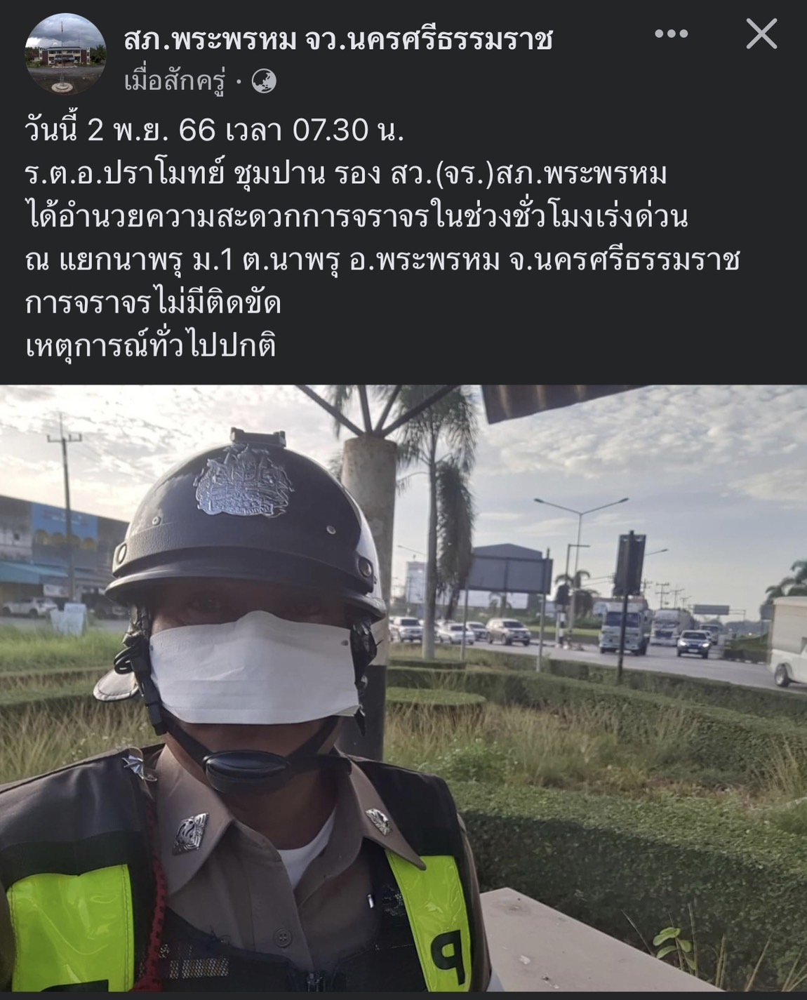 สภ.พระพรหม จว.นครศรีธรรมราช
เมื่อสักครู่ ·
วันนี้ 2 พ.ย. 66 เวลา 07.30 น.
ร.ต.อ.ปราโมทย์ ชุมปาน รอง สว.(จร.)สภ.พระพรหม
ได้อำนวยความสะดวกการจราจรในช่วงชั่วโมงเร่งด่วน
ณ แยกนาพรุ ม.1 ต.นาพรุ อ.พระพรหม จ.นครศรีธรรมราช
การจราจรไม่มีติดขัด
เหตุการณ์ทั่วไปปกติ
P